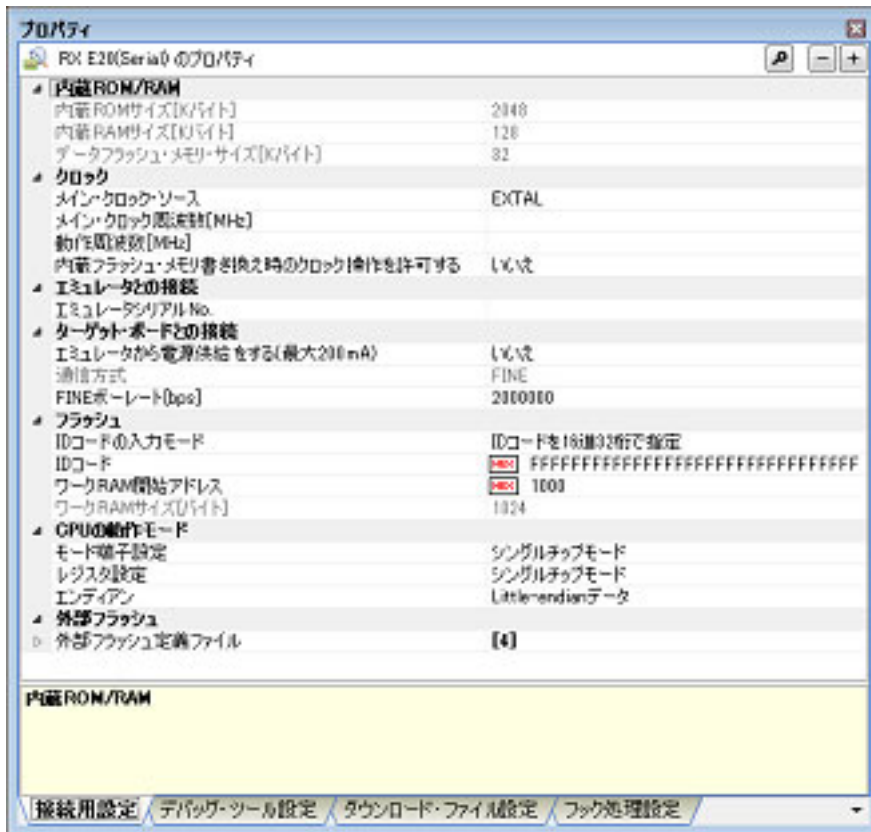 プロパティ
RX E20(Serial) のプロパティ
内蔵ROM/RAM
内蔵ROMサイズ[Kバイト] 2048
内蔵RAMサイズ[Kバイト] 128
データフラッシュ・メモリ・サイズ[Kバイト] 32
クロック
メイン・クロック・ソース EXTAL
メイン・クロック周波数[MHz]
動作周波数[MHz]
内蔵フラッシュ・メモリ書き換え時のクロック操作を許可する いいえ
エミュレータとの接続
エミュレータシリアルNo.
ターゲット・ボードとの接続
エミュレータから電源供給をする(最大200mA) いいえ
通信方式 FINE
FINEボーレート[bps] 2000000
フラッシュ
IDコードの入力モード IDコードを16進32桁で指定
IDコード HEX FFFFFFFFFFFFFFFFFFFFFFFFFFFFFFFF
ワークRAM開始アドレス HEX 1000
ワークRAMサイズ[バイト] 1024
CPUの動作モード
モード端子設定 シングルチップモード
レジスタ設定 シングルチップモード
エンディアン Little-endianデータ
外部フラッシュ
外部フラッシュ定義ファイル [4]
内蔵ROM/RAM
接続用設定 デバッグ・ツール設定 ダウンロード・ファイル設定 フック処理設定